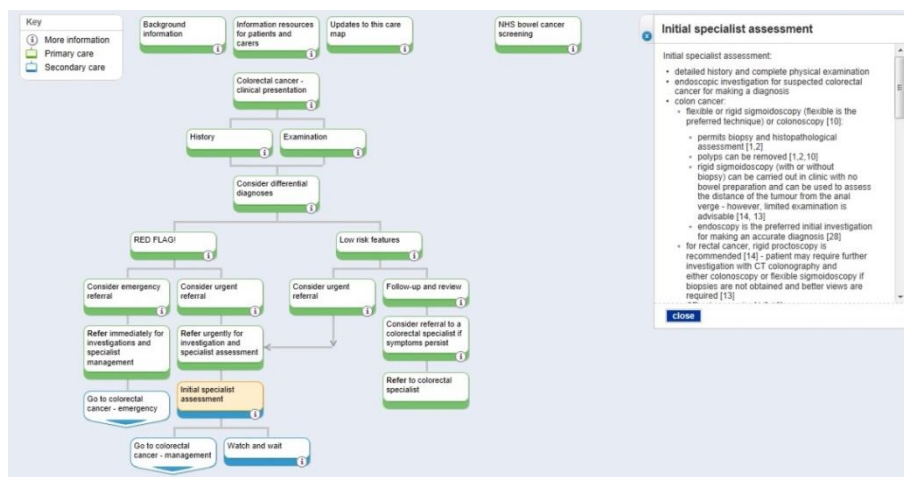 Key
More information
Primary care
Secondary care
Background
information
Information resources
for patients and
carers
Updates to this care
map
NHS bowel cancer
screening
Colorectal cancer -
clinical presentation
History
Examination
Consider differential
diagnoses
RED FLAG!
Low risk features
Consider emergency
referral
Consider urgent
referral
Consider urgent
referral
Follow-up and review
Refer immediately for
investigations and
specialist
management
Refer urgently for
investigation and
specialist assessment
Consider referral to a
colorectal specialist if
symptoms persist
Go to colorectal
cancer - emergency
Initial specialist
assessment
Refer to colorectal
specialist
Go to colorectal
cancer - management
Watch and wait
Initial specialist assessment
Initial specialist assessment:
detailed history and complete physical examination
endoscopic investigation for suspected colorectal
cancer for making a diagnosis
colon cancer:
flexible or rigid sigmoidoscopy (flexible is the
preferred technique) or colonoscopy [10]:
permits biopsy and histopathological
assessment [1,2]
polyps can be removed [1,2,10]
rigid sigmoidoscopy (with or without
biopsy) can be carried out in clinic with no
bowel preparation and can be used to assess
the distance of the tumour from the anal
verge - however, limited examination is
advisable [14, 13]
endoscopy is the preferred initial investigation
for making an accurate diagnosis [28]
for rectal cancer, rigid proctoscopy is
recommended [14] - patient may require further
investigation with CT colonography and
either colonoscopy or flexible sigmoidoscopy if
biopsies are not obtained and better views are
required [13]
close